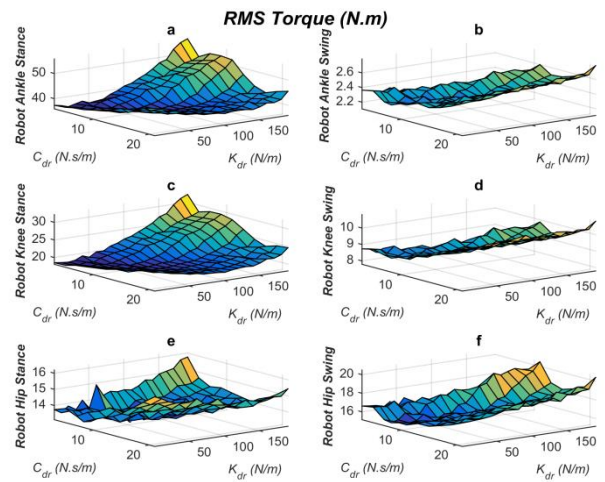 RMS Torque (N.m)
a
b
Robot Ankle Stance
50
40
10
20
50
100
150
C_dr (N.s/m)
K_dr (N/m)
Robot Ankle Swing
2.6
2.4
2.2
10
20
50
100
150
C_dr (N.s/m)
K_dr (N/m)
c
d
Robot Knee Stance
30
25
20
10
20
50
100
150
C_dr (N.s/m)
K_dr (N/m)
Robot Knee Swing
10
9
8
10
20
50
100
150
C_dr (N.s/m)
K_dr (N/m)
e
f
Robot Hip Stance
16
15
14
10
20
50
100
150
C_dr (N.s/m)
K_dr (N/m)
Robot Hip Swing
20
18
16
10
20
50
100
150
C_dr (N.s/m)
K_dr (N/m)